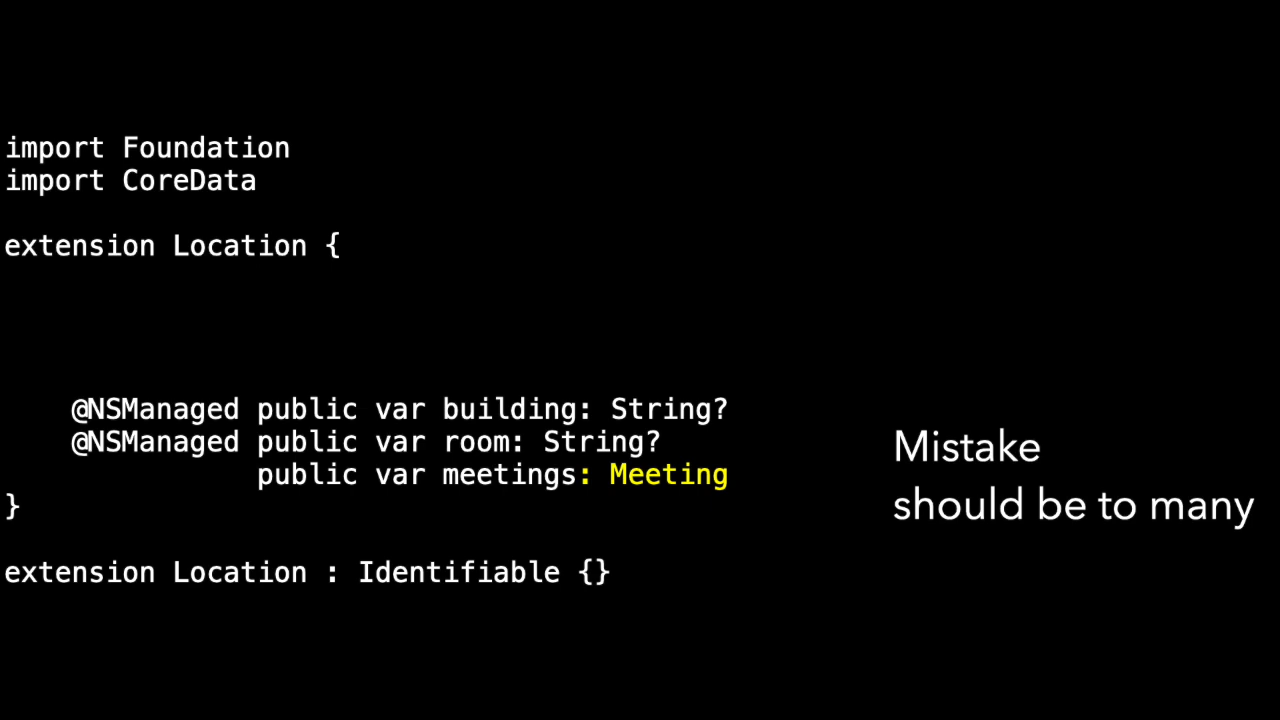 import Foundation
import CoreData
extension Location {
@NSManaged public var building: String?
@NSManaged public var room: String?
public var meetings: Meeting
}
extension Location : Identifiable {}
Mistake
should be to many